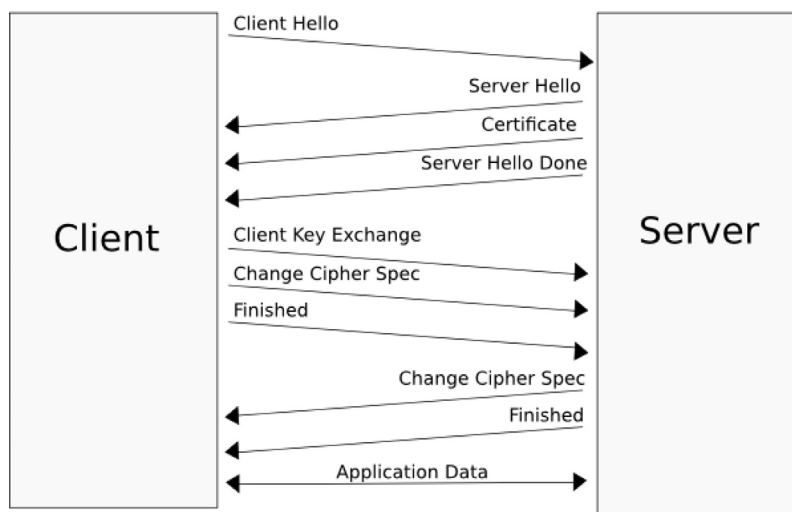 Client Hello
Server Hello
Certificate
Server Hello Done
Client
Server
Client Key Exchange
Change Cipher Spec
Finished
Change Cipher Spec
Finished
Application Data